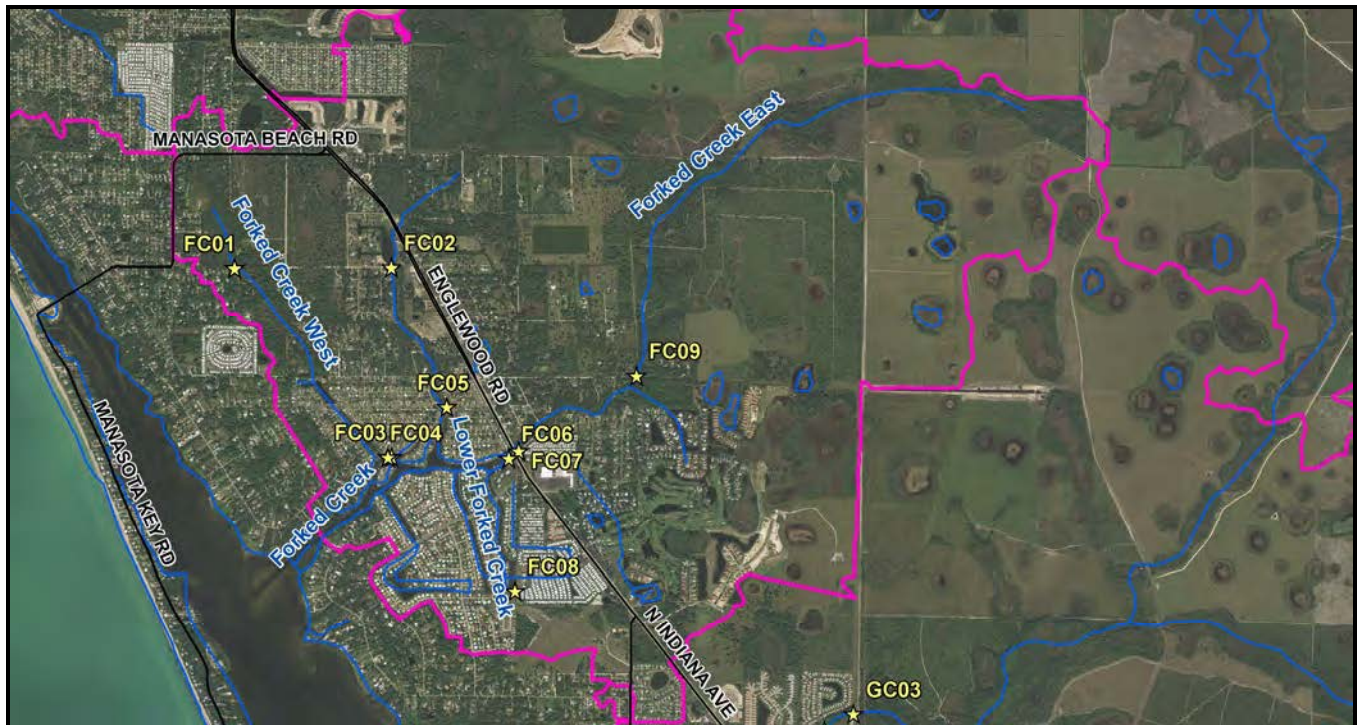 MANASOTA BEACH RD
Forked Creek East
Forked Creek West
FC01
FC02
ENGLEWOOD RD
FC09
FC05
FC03
FC04
Lower Forked Creek
FC06
FC07
MANASOTA KEY RD
Forked Creek
FC08
N INDIANA AVE
GC03